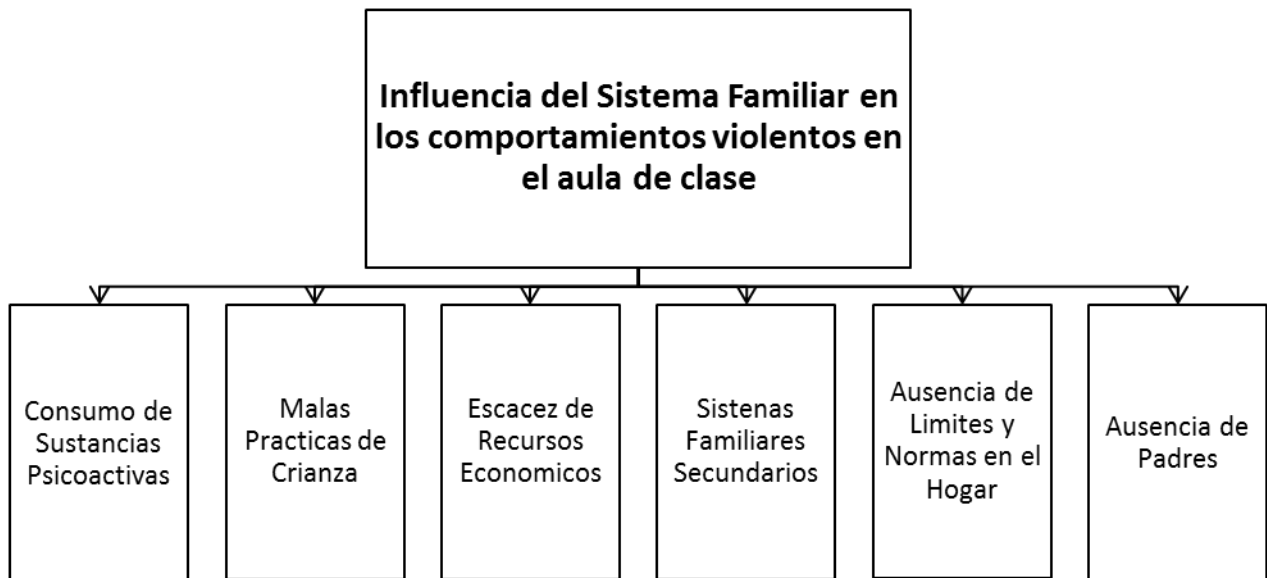 Influencia del Sistema Familiar en
los comportamientos violentos en
el aula de clase
Consumo de
Sustancias
Psicoactivas
Malas
Practicas de
Crianza
Escacez de
Recursos
Economicos
Sistenas
Familiares
Secundarios
Ausencia de
Limites y
Normas en el
Hogar
Ausencia de
Padres